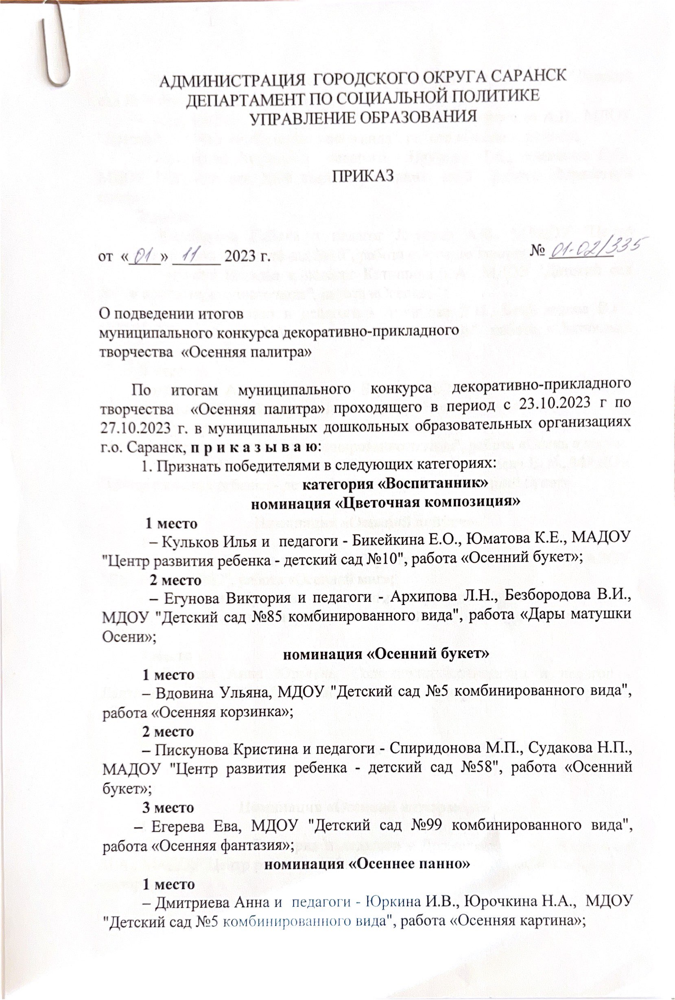 АДМИНИСТРАЦИЯ ГОРОДСКОГО ОКРУГА САРАНСК
ДЕПАРТАМЕНТ ПО СОЦИАЛЬНОЙ ПОЛИТИКЕ
УПРАВЛЕНИЕ ОБРАЗОВАНИЯ
ПРИКАЗ
от «01» 11 2023 г. № 01-02/335
О подведении итогов
муниципального конкурса декоративно-прикладного
творчества «Осенняя палитра»
По итогам муниципального конкурса декоративно-прикладного
творчества «Осенняя палитра» проходящего в период с 23.10.2023 г по
27.10.2023 г. в муниципальных дошкольных образовательных организациях
г.о. Саранск, п р и к а з ы в а ю:
1. Признать победителями в следующих категориях:
категория «Воспитанник»
номинация «Цветочная композиция»
1 место
– Кульков Илья и педагоги - Бикейкина Е.О., Юматова К.Е., МАДОУ
"Центр развития ребенка - детский сад №10", работа «Осенний букет»;
2 место
– Егунова Виктория и педагоги - Архипова Л.Н., Безбородова В.И.,
МДОУ "Детский сад №85 комбинированного вида", работа «Дары матушки
Осени»;
номинация «Осенний букет»
1 место
– Вдовина Ульяна, МДОУ "Детский сад №5 комбинированного вида",
работа «Осенняя корзинка»;
2 место
– Пискунова Кристина и педагоги - Спиридонова М.П., Судакова Н.П.,
МАДОУ "Центр развития ребенка - детский сад №58", работа «Осенний
букет»;
3 место
– Егерева Ева, МДОУ "Детский сад №99 комбинированного вида",
работа «Осенняя фантазия»;
номинация «Осеннее панно»
1 место
– Дмитриева Анна и педагоги - Юркина И.В., Юрочкина Н.А., МДОУ
"Детский сад №5 комбинированного вида", работа «Осенняя картина»;